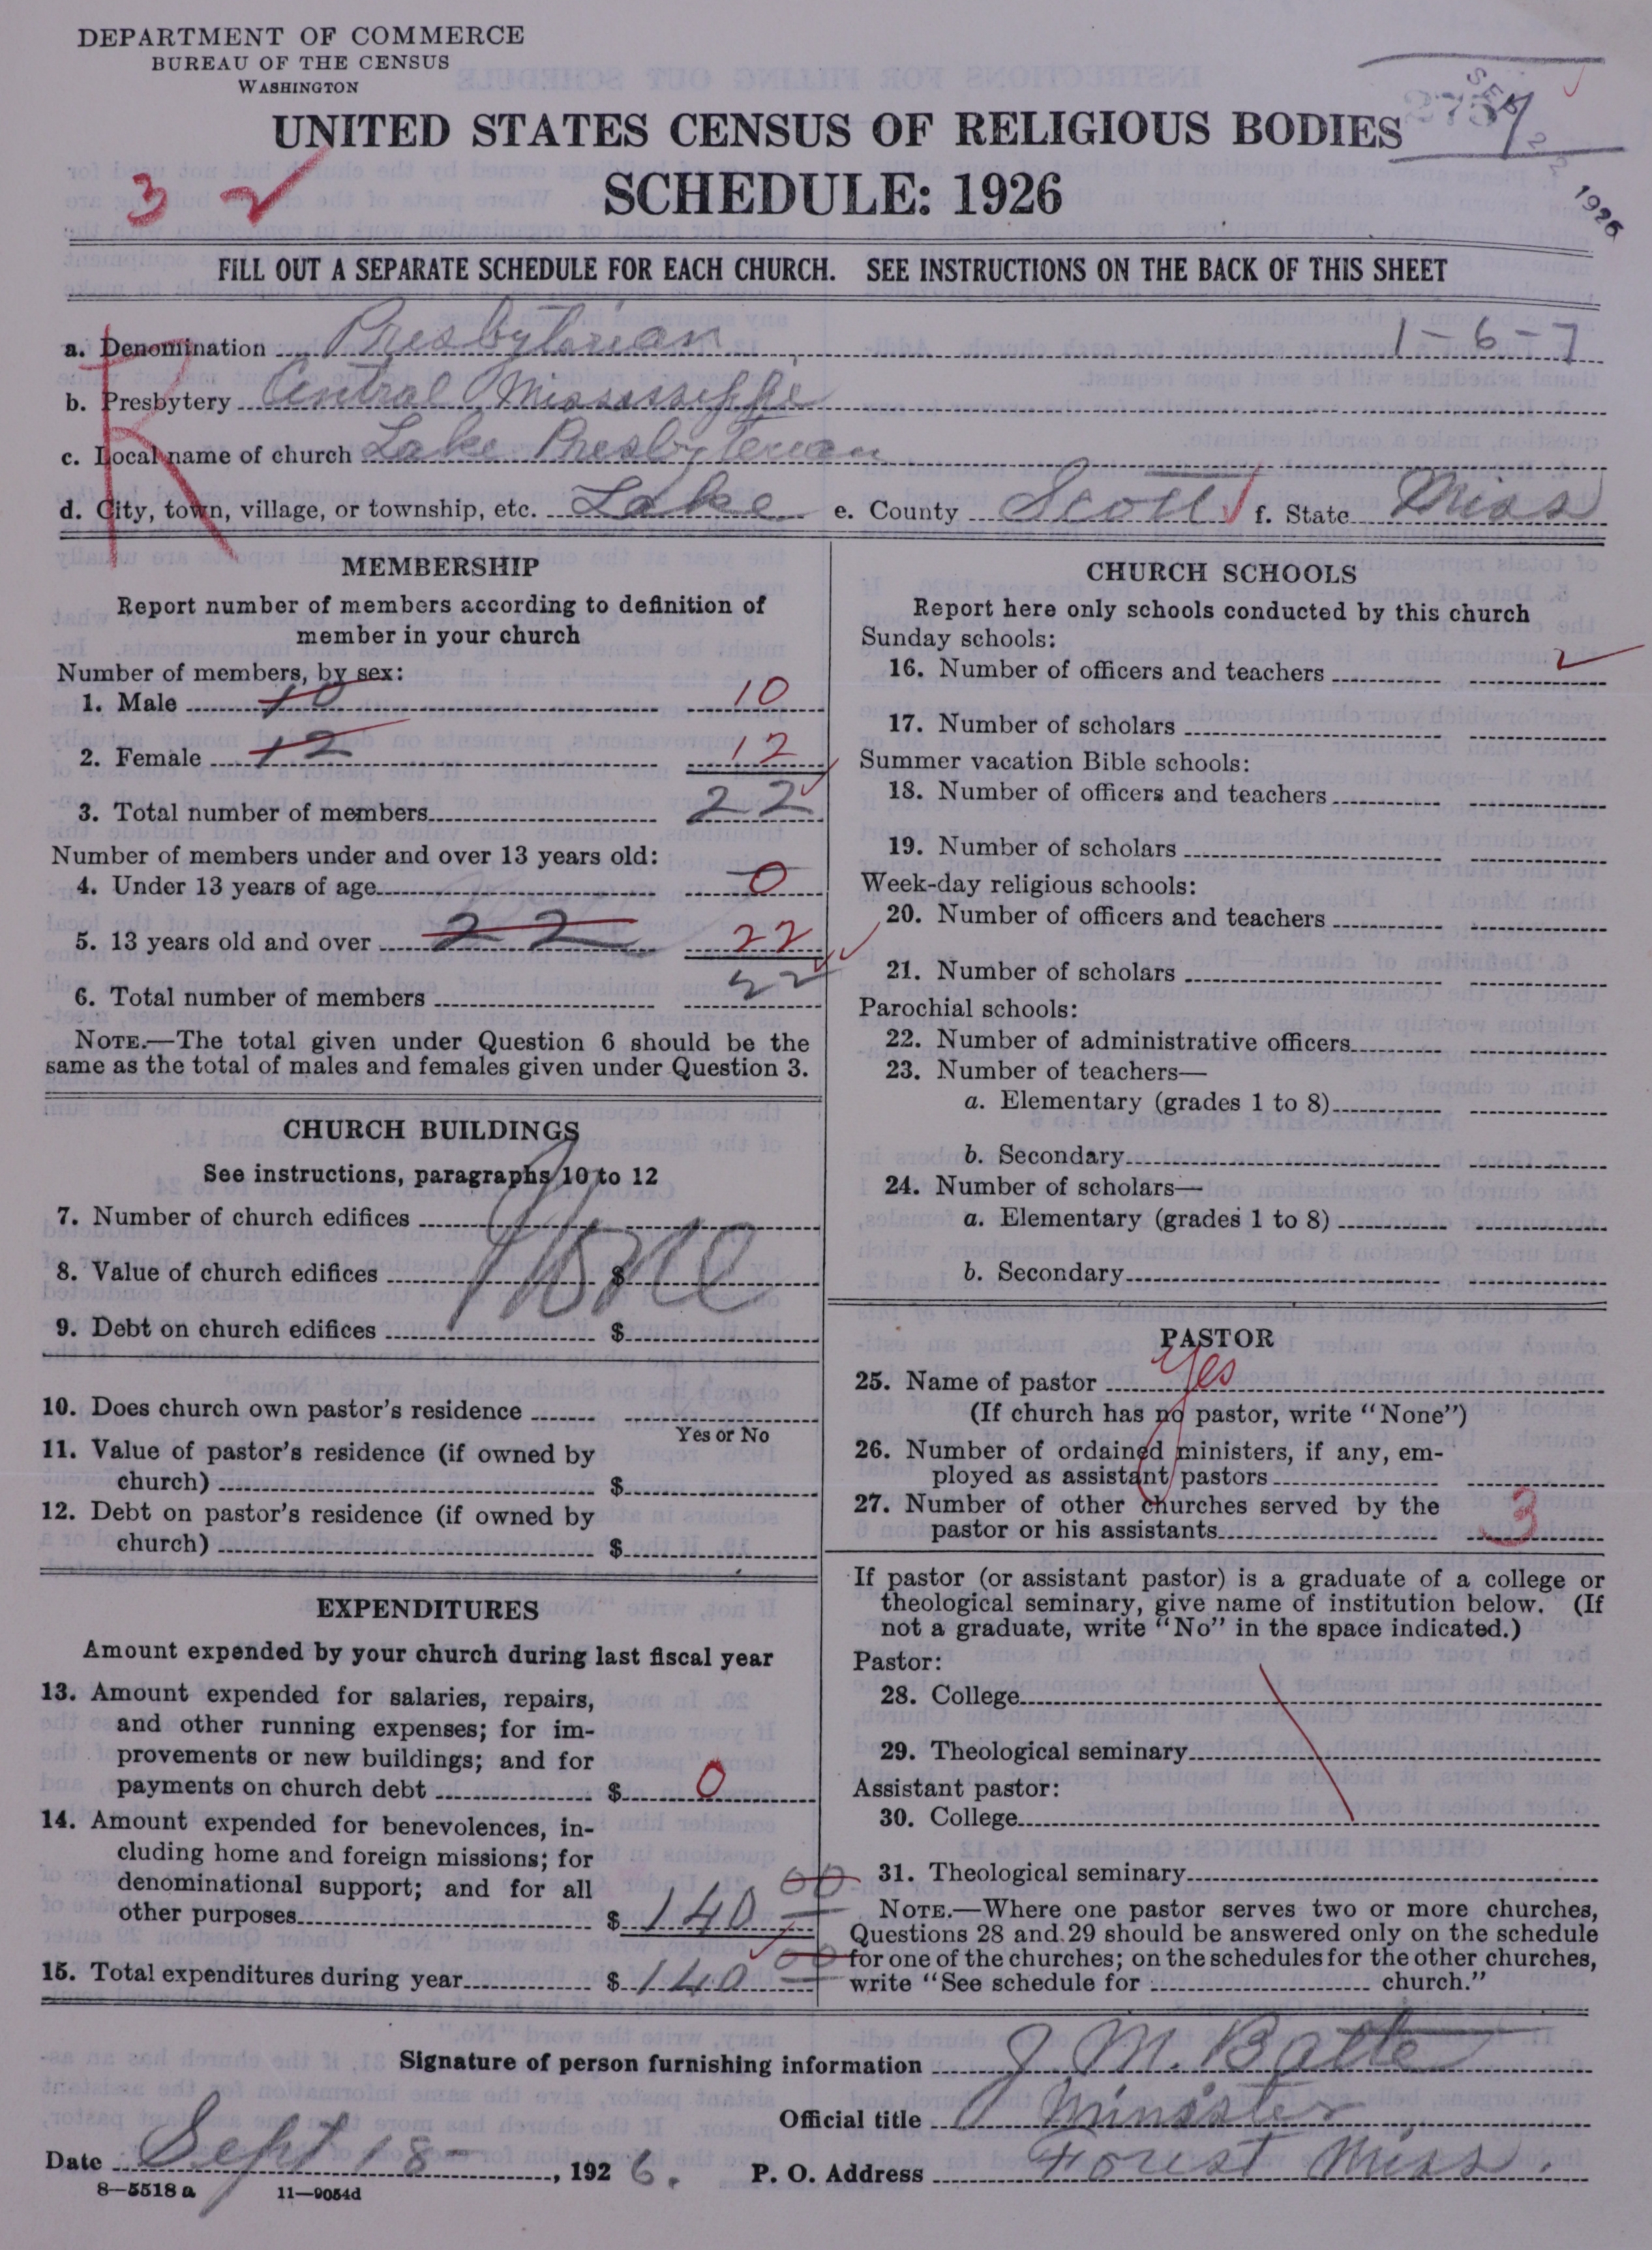 DEPARTMENT OF COMMERCE
BUREAU OF THE CENSUS
WASHINGTON
UNITED STATES CENSUS OF RELIGIOUS BODIES
SCHEDULE: 1926
SEP 22 1926
3 2
FILL OUT A SEPARATE SCHEDULE FOR EACH CHURCH. SEE INSTRUCTIONS ON THE BACK OF THIS SHEET
R
a. Denomination Presbyterian 1-6-7
b. Presbytery Central Mississippi
c. Local name of church Lake Presbyterian
d. City, town, village, or township, etc. Lake e. County Scott f. State Miss
MEMBERSHIP
Report number of members according to definition of
member in your church
Number of members, by sex:
1. Male 10 10
2. Female 12 12
3. Total number of members 22
Number of members under and over 13 years old:
4. Under 13 years of age 0
5. 13 years old and over 22 22
6. Total number of members 22
NOTE.—The total given under Question 6 should be the
same as the total of males and females given under Question 3.
CHURCH BUILDINGS
See instructions, paragraphs 10 to 12
7. Number of church edifices
None
8. Value of church edifices $
9. Debt on church edifices $
10. Does church own pastor's residence
Yes or No
11. Value of pastor's residence (if owned by
church) $
12. Debt on pastor's residence (if owned by
church) $
EXPENDITURES
Amount expended by your church during last fiscal year
13. Amount expended for salaries, repairs,
and other running expenses; for im-
provements or new buildings; and for
payments on church debt $ 0
14. Amount expended for benevolences, in-
cluding home and foreign missions; for
denominational support; and for all
other purposes $ 140 00
15. Total expenditures during year $ 140 00
CHURCH SCHOOLS
Report here only schools conducted by this church
Sunday schools:
16. Number of officers and teachers
17. Number of scholars
Summer vacation Bible schools:
18. Number of officers and teachers
19. Number of scholars
Week-day religious schools:
20. Number of officers and teachers
21. Number of scholars
Parochial schools:
22. Number of administrative officers
23. Number of teachers—
a. Elementary (grades 1 to 8)
b. Secondary
24. Number of scholars—
a. Elementary (grades 1 to 8)
b. Secondary
PASTOR
25. Name of pastor Yes
(If church has no pastor, write "None")
26. Number of ordained ministers, if any, em-
ployed as assistant pastors
27. Number of other churches served by the
pastor or his assistants 3
If pastor (or assistant pastor) is a graduate of a college or
theological seminary, give name of institution below. (If
not a graduate, write "No" in the space indicated.)
Pastor:
28. College
29. Theological seminary
Assistant pastor:
30. College
31. Theological seminary
NOTE.—Where one pastor serves two or more churches,
Questions 28 and 29 should be answered only on the schedule
for one of the churches; on the schedules for the other churches,
write "See schedule for church."
Signature of person furnishing information J. M. Batte
Official title Minister
Date Sept 18-, 1926. P. O. Address Forest Miss.
8—5518a 11—9054d